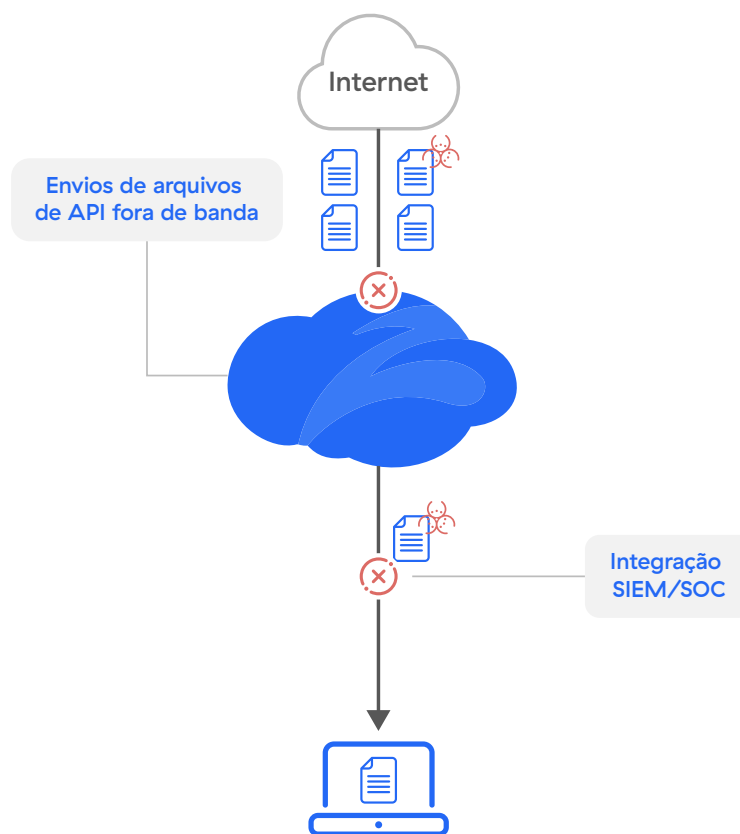 Internet
Envios de arquivos
de API fora de banda
Integração
SIEM/SOC